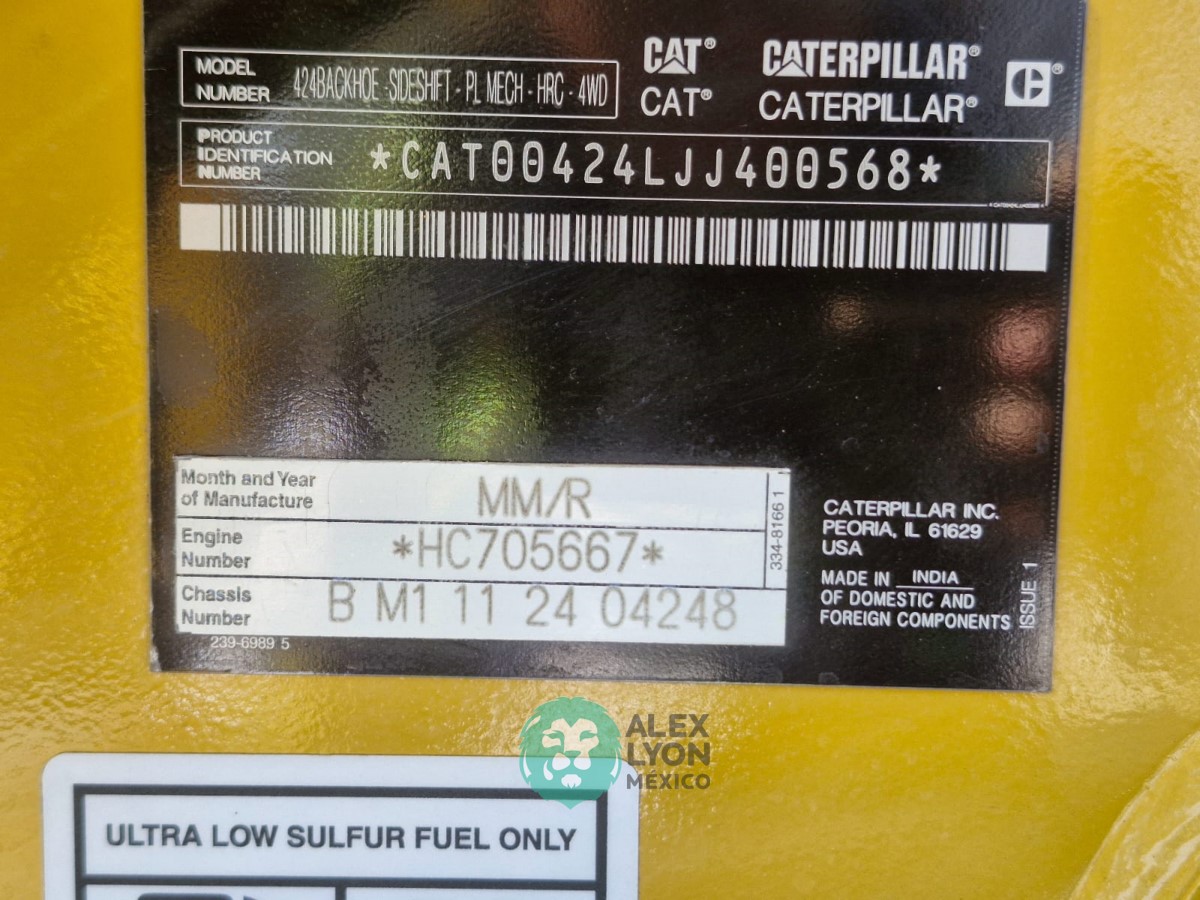 MODEL NUMBER 424BACKHOE SIDESHIFT - PL MECH - HRC - 4WD
CAT® CATERPILLAR®
CAT® CATERPILLAR®
PRODUCT
IDENTIFICATION
NUMBER
*CAT00424LJJ400568*
Month and Year
of Manufacture
MM/R
Engine
Number
*HC705667*
Chassis
Number
B M1 11 24 04248
334-8166 1
239-6989 5
CATERPILLAR INC.
PEORIA, IL 61629
USA
MADE IN INDIA
OF DOMESTIC AND
FOREIGN COMPONENTS
ISSUE 1
ALEX
LYON
MÉXICO
ULTRA LOW SULFUR FUEL ONLY